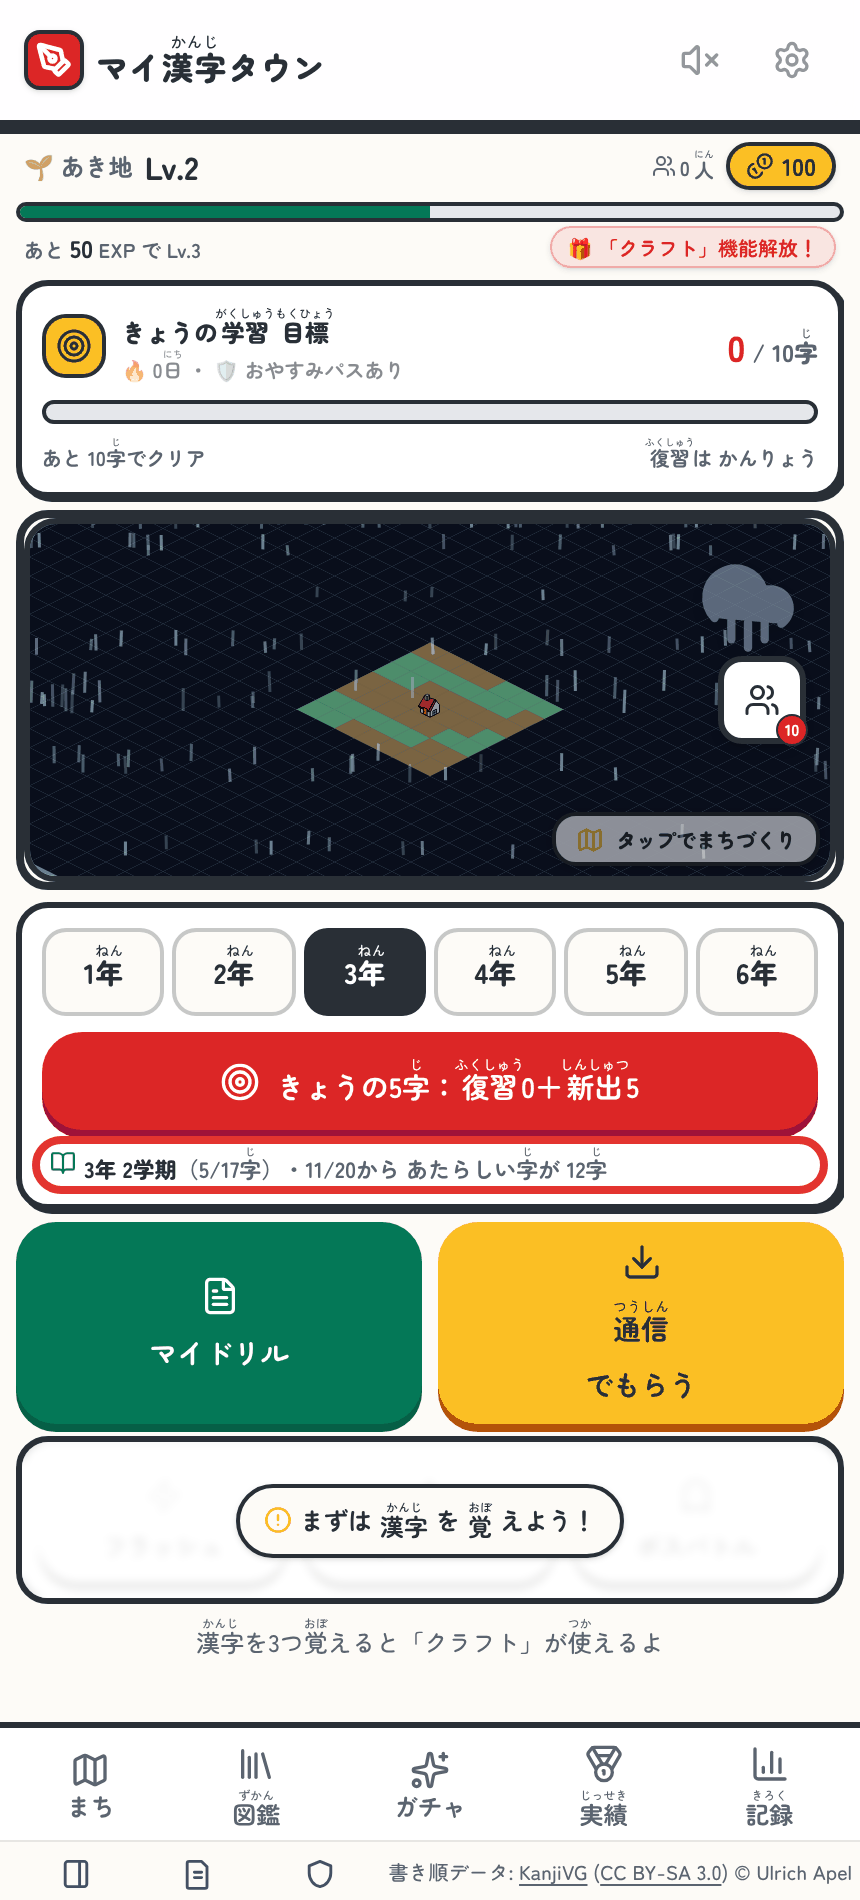 かんじ
マイ漢字タウン
あき地 Lv.2
にん
0人
100
あと 50 EXP で Lv.3
「クラフト」機能解放！
がくしゅうもくひょう
きょうの学習 目標
にち
0日 ・ おやすみパスあり
じ
0 / 10字
じ
あと 10字でクリア
ふくしゅう
復習は かんりょう
10
タップでまちづくり
ねん ねん ねん ねん ねん ねん
1年 2年 3年 4年 5年 6年
じ ふくしゅう しんしゅつ
きょうの5字：復習0＋新出5
じ じ じ
3年 2学期（5/17字）・11/20から あたらしい字が 12字
マイドリル
つうしん
通信
でもらう
かんじ おぼ
まずは 漢字 を 覚 えよう！
かんじ おぼ つか
漢字を3つ覚えると「クラフト」が使えるよ
まち
ずかん
図鑑
ガチャ
じっせき
実績
きろく
記録
書き順データ: KanjiVG (CC BY-SA 3.0) © Ulrich Apel